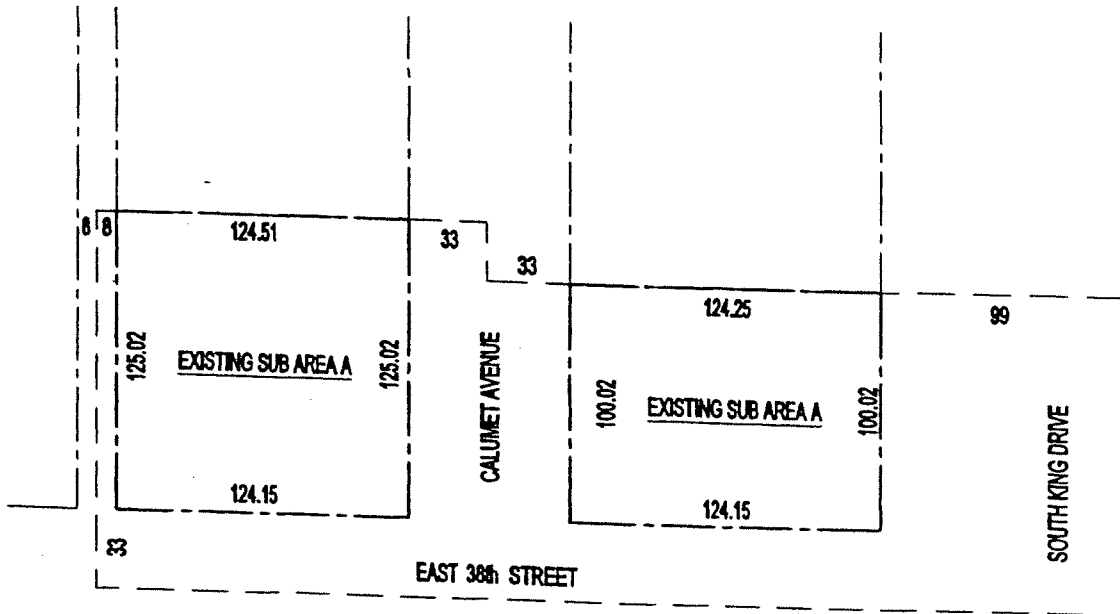 8 8
124.51
33
33
124.25
99
125.02
EXISTING SUB AREA A
125.02
CALUMET AVENUE
100.02
EXISTING SUB AREA A
100.02
SOUTH KING DRIVE
124.15
124.15
33
EAST 38th STREET